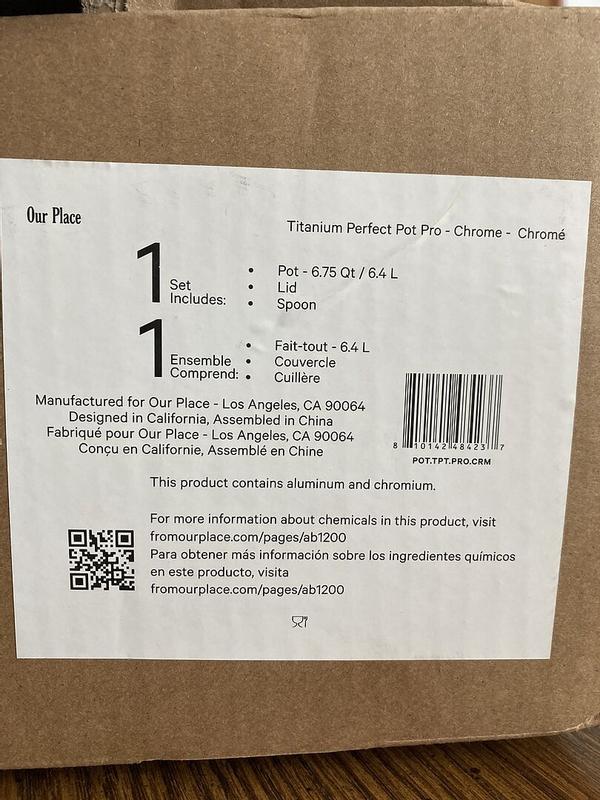 Our Place
Titanium Perfect Pot Pro - Chrome - Chromé
1 Set
Includes:
• Pot - 6.75 Qt / 6.4 L
• Lid
• Spoon
1 Ensemble
Comprend:
• Fait-tout - 6.4 L
• Couvercle
• Cuillère
Manufactured for Our Place - Los Angeles, CA 90064
Designed in California, Assembled in China
Fabriqué pour Our Place - Los Angeles, CA 90064
Conçu en Californie, Assemblé en Chine
8 10142 48423 7
POT.TPT.PRO.CRM
This product contains aluminum and chromium.
For more information about chemicals in this product, visit
fromourplace.com/pages/ab1200
Para obtener más información sobre los ingredientes químicos
en este producto, visita
fromourplace.com/pages/ab1200